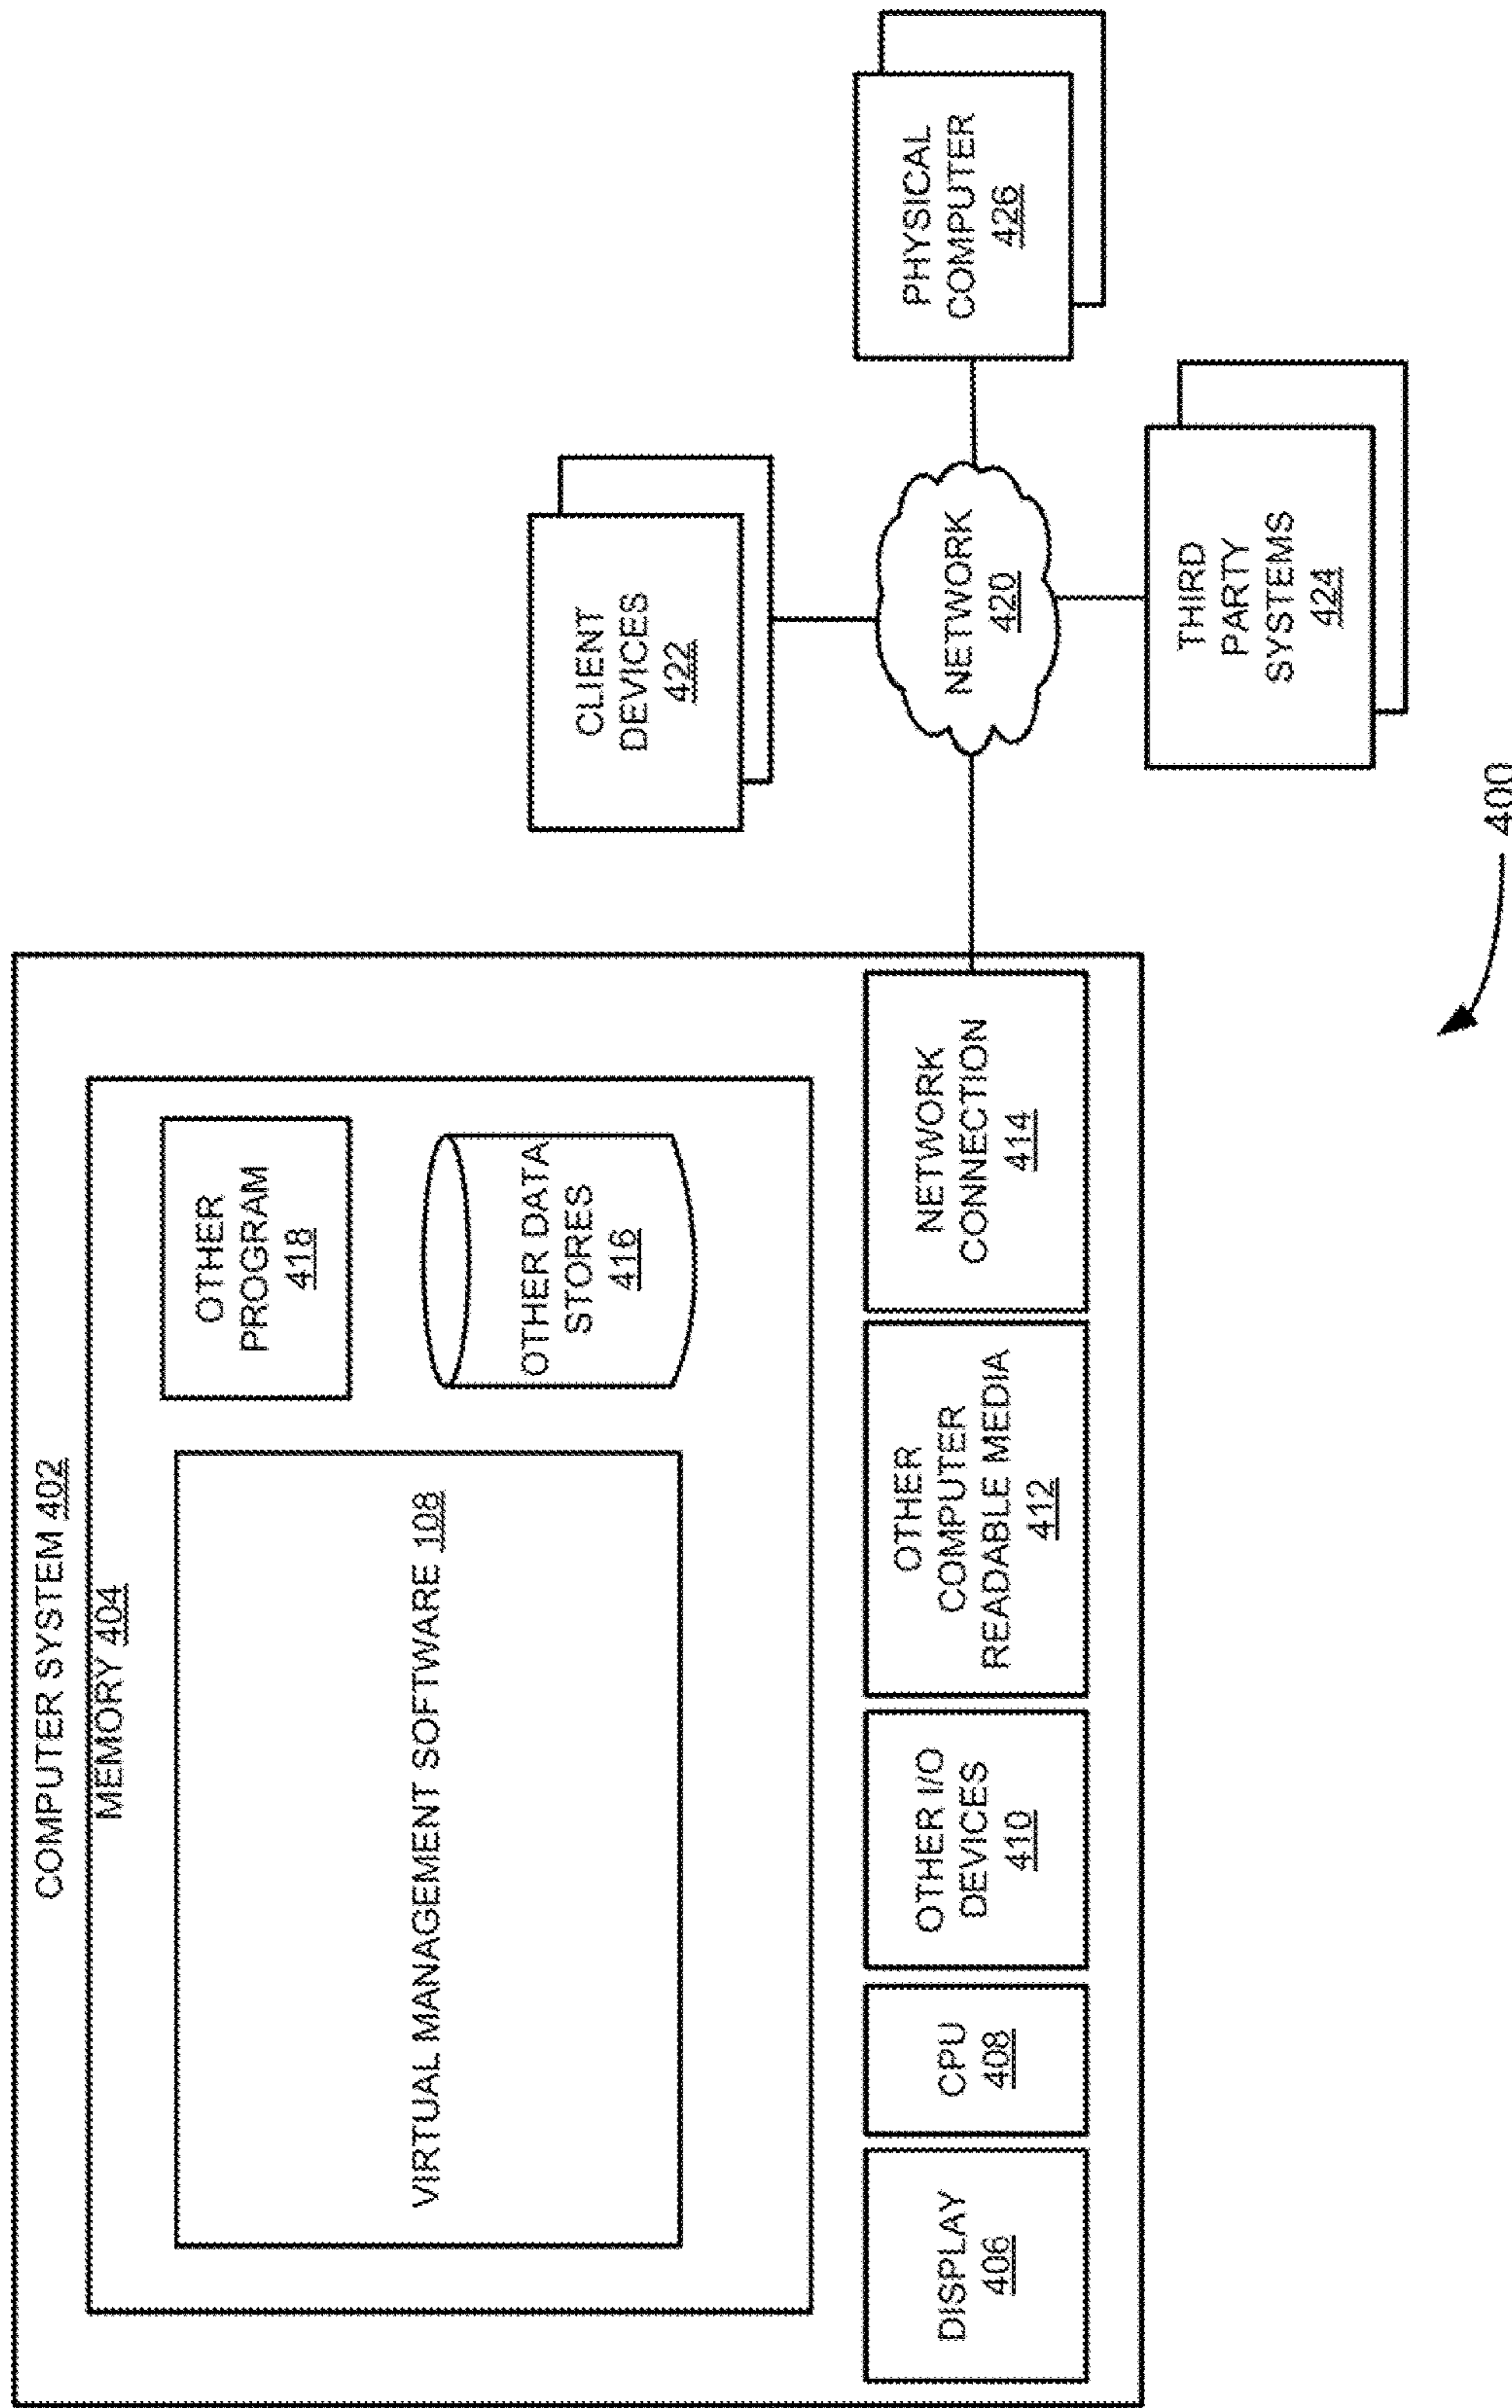 COMPUTER SYSTEM 402
MEMORY 404
VIRTUAL MANAGEMENT SOFTWARE 108
OTHER
PROGRAM
418
OTHER DATA
STORES
416
DISPLAY
406
CPU
408
OTHER I/O
DEVICES
410
OTHER
COMPUTER
READABLE MEDIA
412
NETWORK
CONNECTION
414
CLIENT
DEVICES
422
NETWORK
420
PHYSICAL
COMPUTER
426
THIRD
PARTY
SYSTEMS
424
400